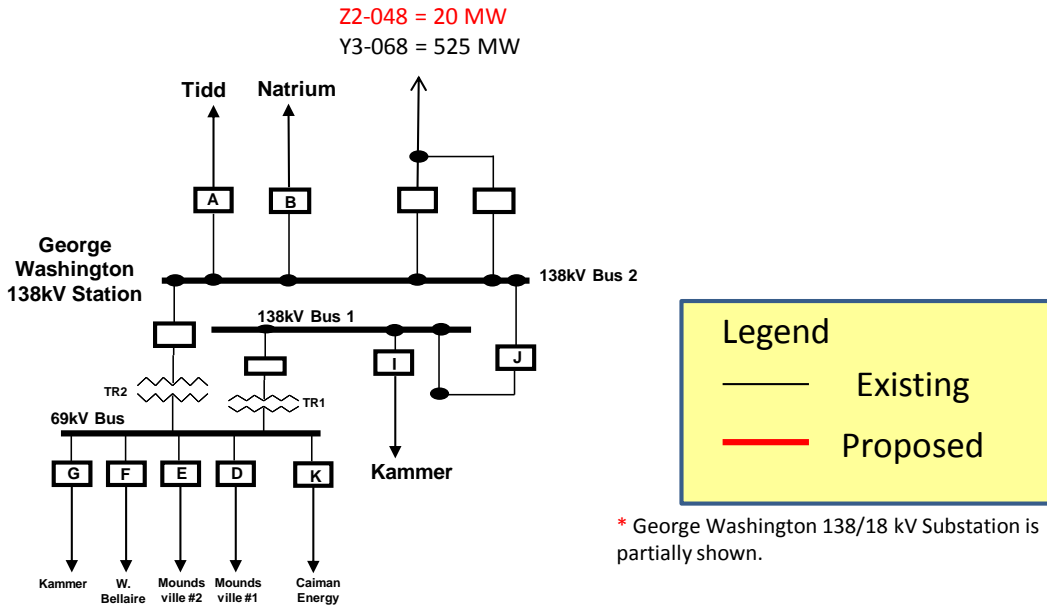 Z2-048 = 20 MW
Y3-068 = 525 MW
Tidd
Natrium
A
B
George
Washington
138kV Station
138kV Bus 2
138kV Bus 1
I
J
TR2
TR1
69kV Bus
G
F
E
D
K
Kammer
Kammer
W.
Bellaire
Mounds
ville #2
Mounds
ville #1
Caiman
Energy
Legend
Existing
Proposed
* George Washington 138/18 kV Substation is
partially shown.